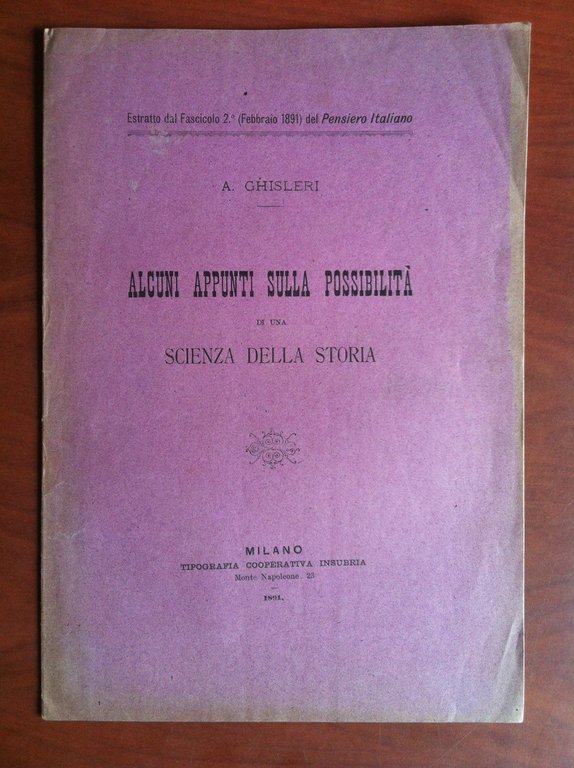 Estratto dal Fascicolo 2.° (Febbraio 1891) del Pensiero Italiano
A. GHISLERI
ALCUNI APPUNTI SULLA POSSIBILITÀ
DI UNA
SCIENZA DELLA STORIA
MILANO
TIPOGRAFIA COOPERATIVA INSUBRIA
Monte Napoleone, 23
1891.